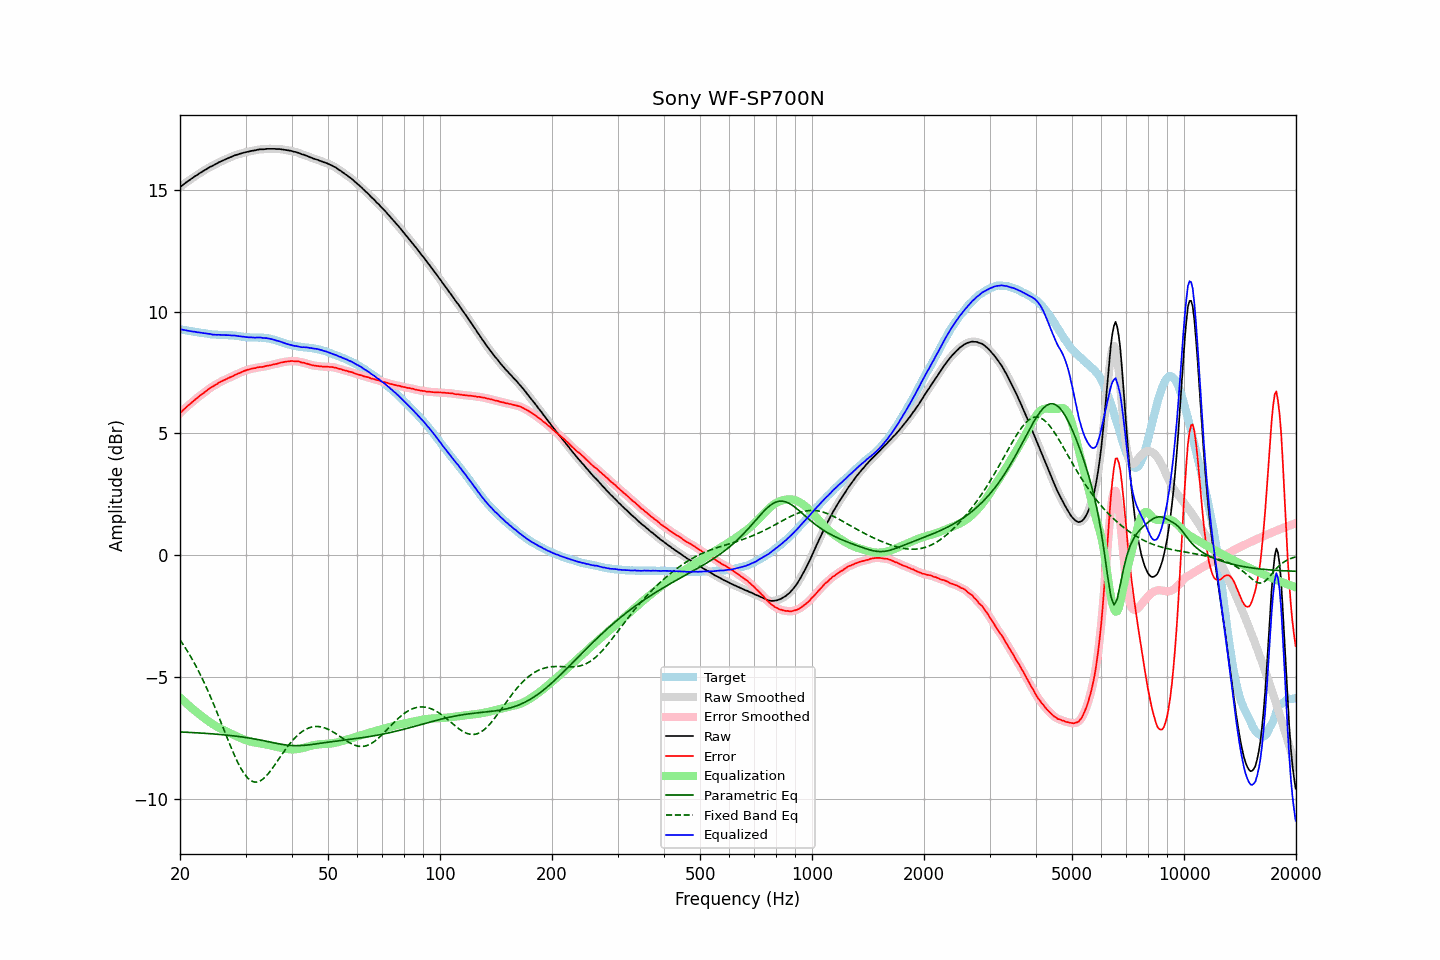 Sony WF-SP700N
Amplitude (dBr)
15
10
5
0
−5
−10
Target
Raw Smoothed
Error Smoothed
Raw
Error
Equalization
Parametric Eq
Fixed Band Eq
Equalized
20
50
100
200
500
1000
2000
5000
10000
20000
Frequency (Hz)